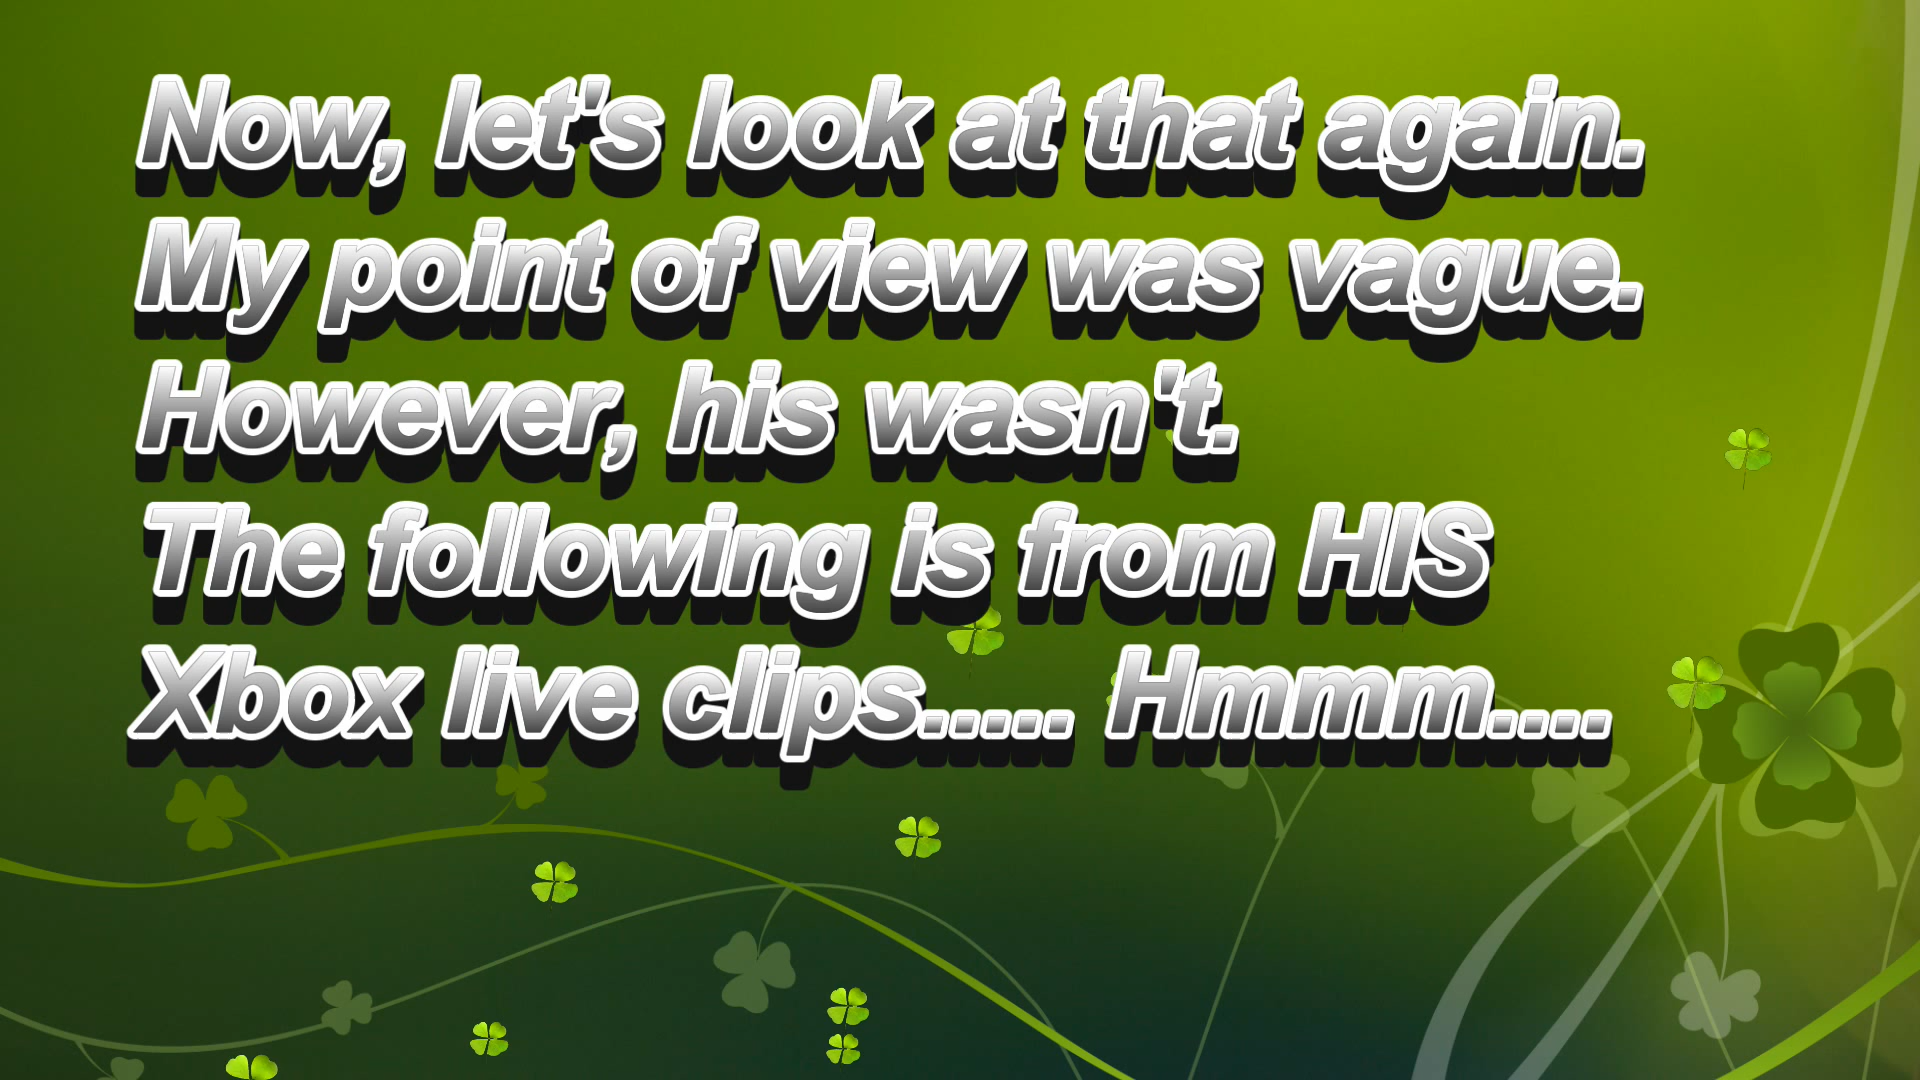 Now, let's look at that again.
My point of view was vague.
However, his wasn't.
The following is from HIS
Xbox live clips..... Hmmm....